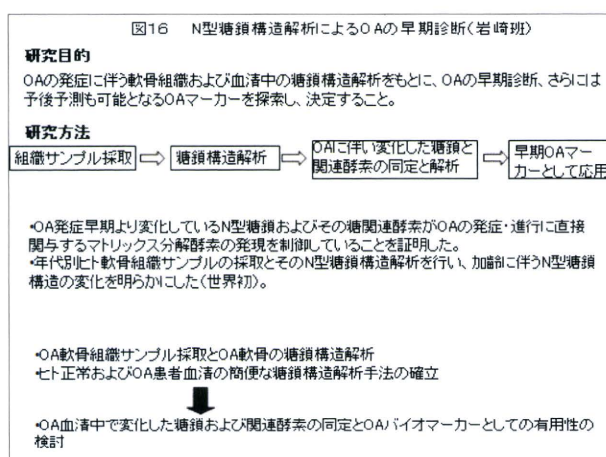 図16　N型糖鎖構造解析によるOAの早期診断(岩崎班)
研究目的
OAの発症に伴う軟骨組織および血清中の糖鎖構造解析をもとに、OAの早期診断、さらには
予後予測も可能となるOAマーカーを探索し、決定すること。
研究方法
組織サンプル採取 ⇨ 糖鎖構造解析 ⇨ OAに伴い変化した糖鎖と ⇨ 早期OAマー
関連酵素の同定と解析 カーとして応用
・OA発症早期より変化しているN型糖鎖およびその糖関連酵素がOAの発症・進行に直接
関与するマトリックス分解酵素の発現を制御していることを証明した。
・年代別ヒト軟骨組織サンプルの採取とそのN型糖鎖構造解析を行い、加齢に伴うN型糖鎖
構造の変化を明らかにした(世界初)。
・OA軟骨組織サンプル採取とOA軟骨の糖鎖構造解析
・ヒト正常およびOA患者血清の簡便な糖鎖構造解析手法の確立
・OA血清中で変化した糖鎖および関連酵素の同定とOAバイオマーカーとしての有用性の
検討